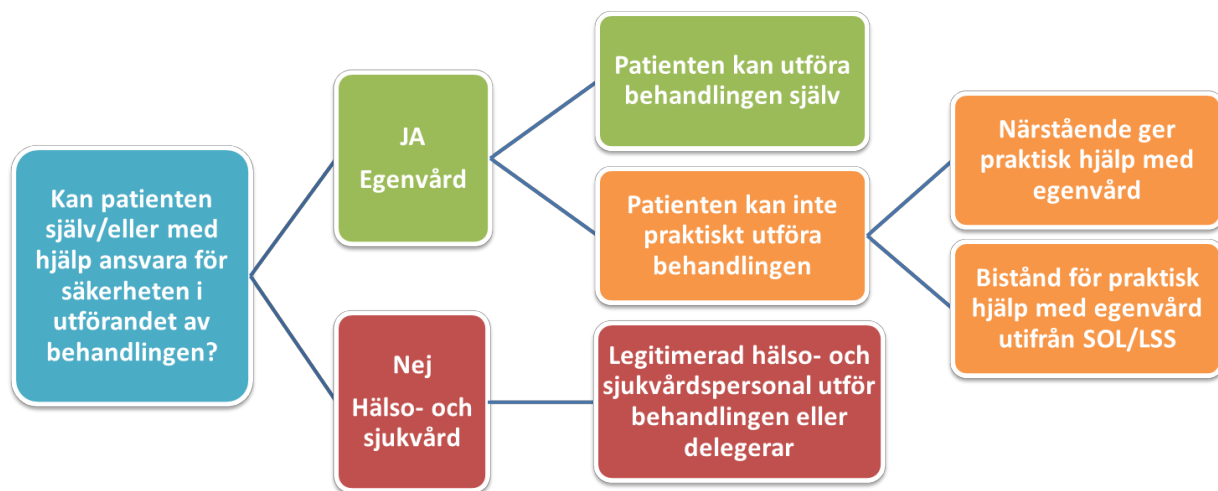 Kan patienten
själv/eller med
hjälp ansvara för
säkerheten i
utförandet av
behandlingen?
JA
Egenvård
Patienten kan utföra
behandlingen själv
Patienten kan inte
praktiskt utföra
behandlingen
Närstående ger
praktisk hjälp med
egenvård
Bistånd för praktisk
hjälp med egenvård
utifrån SOL/LSS
Nej
Hälso- och
sjukvård
Legitimerad hälso- och
sjukvårdspersonal utför
behandlingen eller
delegerar